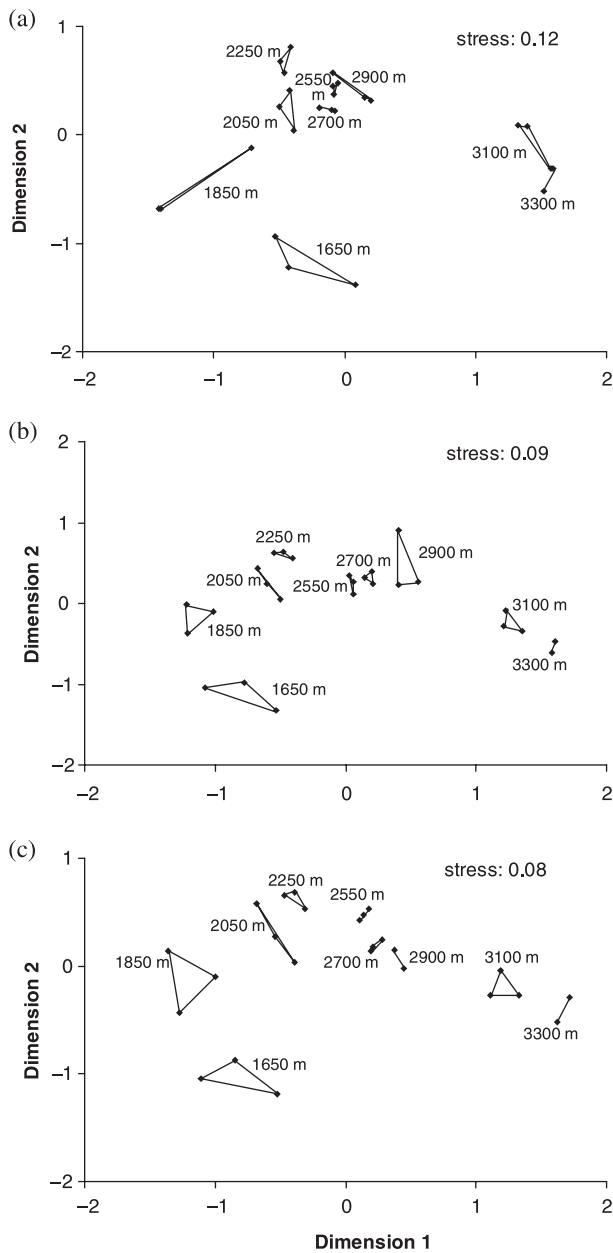 (a)
1
stress: 0.12
2250 m
2550 m
2900 m
2050 m
2700 m
0
3100 m
1850 m
3300 m
Dimension 2
−1
1650 m
−2
−2 −1 0 1 2
(b)
2
stress: 0.09
1
2250 m
2700 m
2900 m
2050 m
2550 m
0
3100 m
1850 m
3300 m
Dimension 2
−1
1650 m
−2
−2 −1 0 1 2
(c)
1
stress: 0.08
2250 m
2550 m
2050 m
1850 m
2700 m
2900 m
3100 m
0
3300 m
Dimension 2
−1
1650 m
−2
−2 −1 0 1 2
Dimension 1